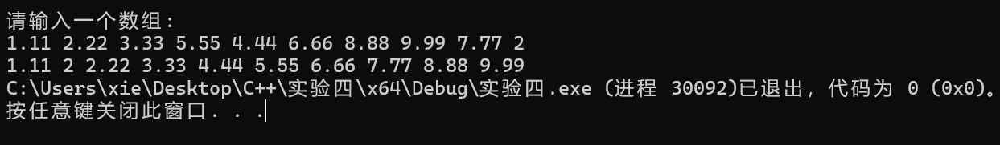 请输入一个数组:
1.11 2.22 3.33 5.55 4.44 6.66 8.88 9.99 7.77 2
1.11 2 2.22 3.33 4.44 5.55 6.66 7.77 8.88 9.99
C:\Users\xie\Desktop\C++\实验四\x64\Debug\实验四.exe (进程 30092)已退出，代码为 0 (0x0)。
按任意键关闭此窗口. . .